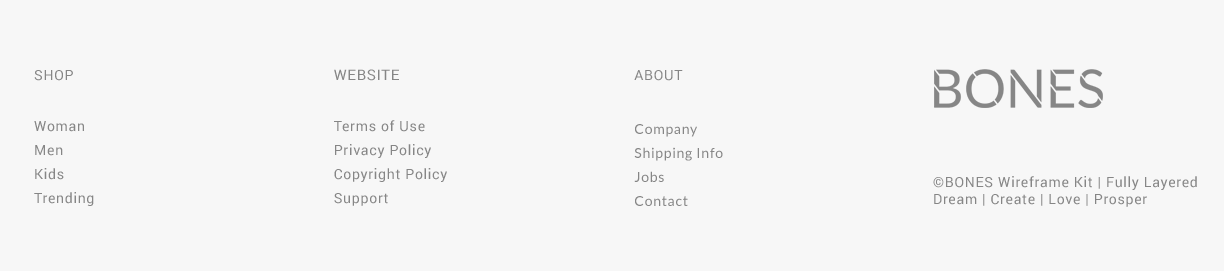 SHOP
Woman
Men
Kids
Trending
WEBSITE
Terms of Use
Privacy Policy
Copyright Policy
Support
ABOUT
Company
Shipping Info
Jobs
Contact
BONES
©BONES Wireframe Kit | Fully Layered
Dream | Create | Love | Prosper